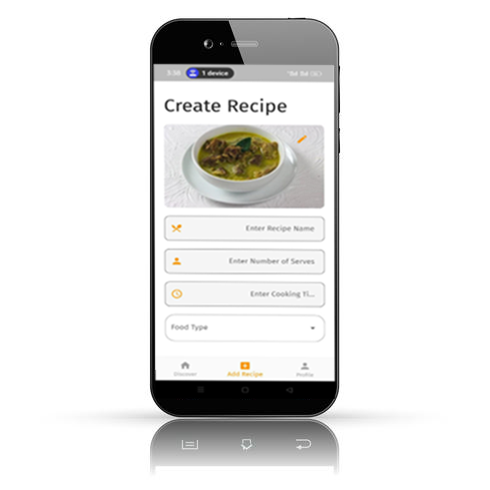 3:30 1 device
Create Recipe
Enter Recipe Name
Enter Number of Serves
Enter Cooking Ti...
Food Type
Discover Add Recipe Profile